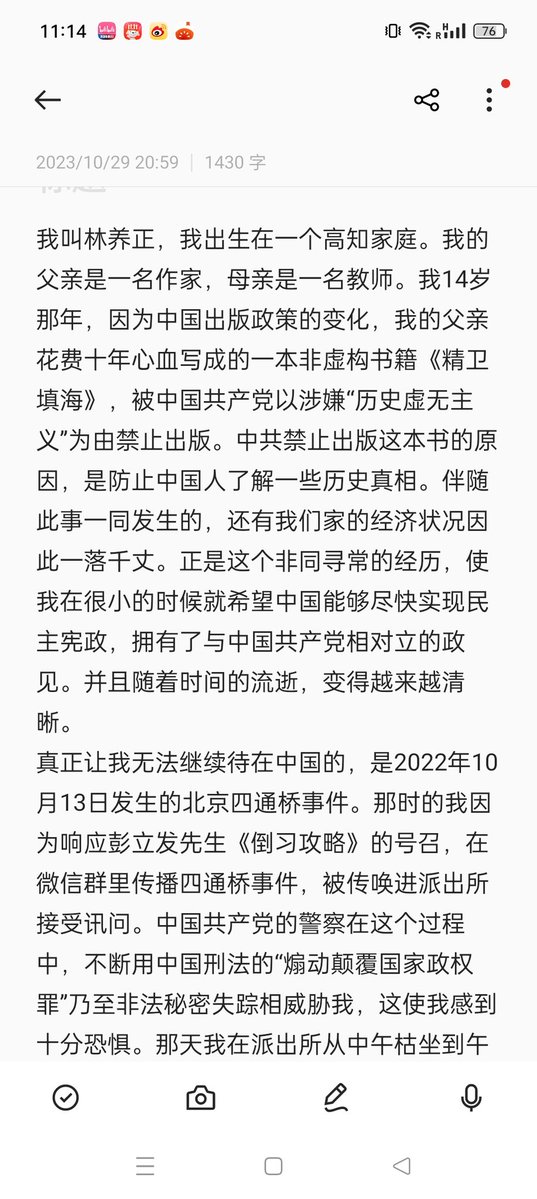 11:14
76
2023/10/29 20:59 | 1430 字
我叫林养正，我出生在一个高知家庭。我的
父亲是一名作家，母亲是一名教师。我14岁
那年，因为中国出版政策的变化，我的父亲
花费十年心血写成的一本非虚构书籍《精卫
填海》，被中国共产党以涉嫌“历史虚无主
义”为由禁止出版。中共禁止出版这本书的原
因，是防止中国人了解一些历史真相。伴随
此事一同发生的，还有我们家的经济状况因
此一落千丈。正是这个非同寻常的经历，使
我在很小的时候就希望中国能够尽快实现民
主宪政，拥有了与中国共产党相对立的政
见。并且随着时间的流逝，变得越来越清
晰。
真正让我无法继续待在中国的，是2022年10
月13日发生的北京四通桥事件。那时的我因
为响应彭立发先生《倒习攻略》的号召，在
微信群里传播四通桥事件，被传唤进派出所
接受讯问。中国共产党的警察在这个过程
中，不断用中国刑法的“煽动颠覆国家政权
罪”乃至非法秘密失踪相威胁我，这使我感到
十分恐惧。那天我在派出所从中午枯坐到午